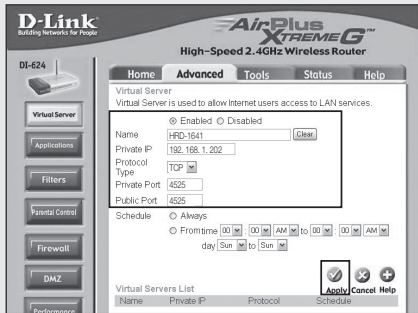 D-Link
Building Networks for People
AirPlus
XTREME G™
High-Speed 2.4GHz Wireless Router
DI-624
Home Advanced Tools Status Help
Virtual Server
Virtual Server is used to allow Internet users access to LAN services.
Enabled Disabled
Name HRD-1641 Clear
Private IP 192. 168. 1. 202
Protocol
Type TCP
Private Port 4525
Public Port 4525
Schedule Always
From time 00 : 00 AM to 00 : 00 AM
day Sun to Sun
Apply Cancel Help
Virtual Servers List
Name Private IP Protocol Schedule
Virtual Server
Applications
Filters
Parental Control
Firewall
DMZ
Performance